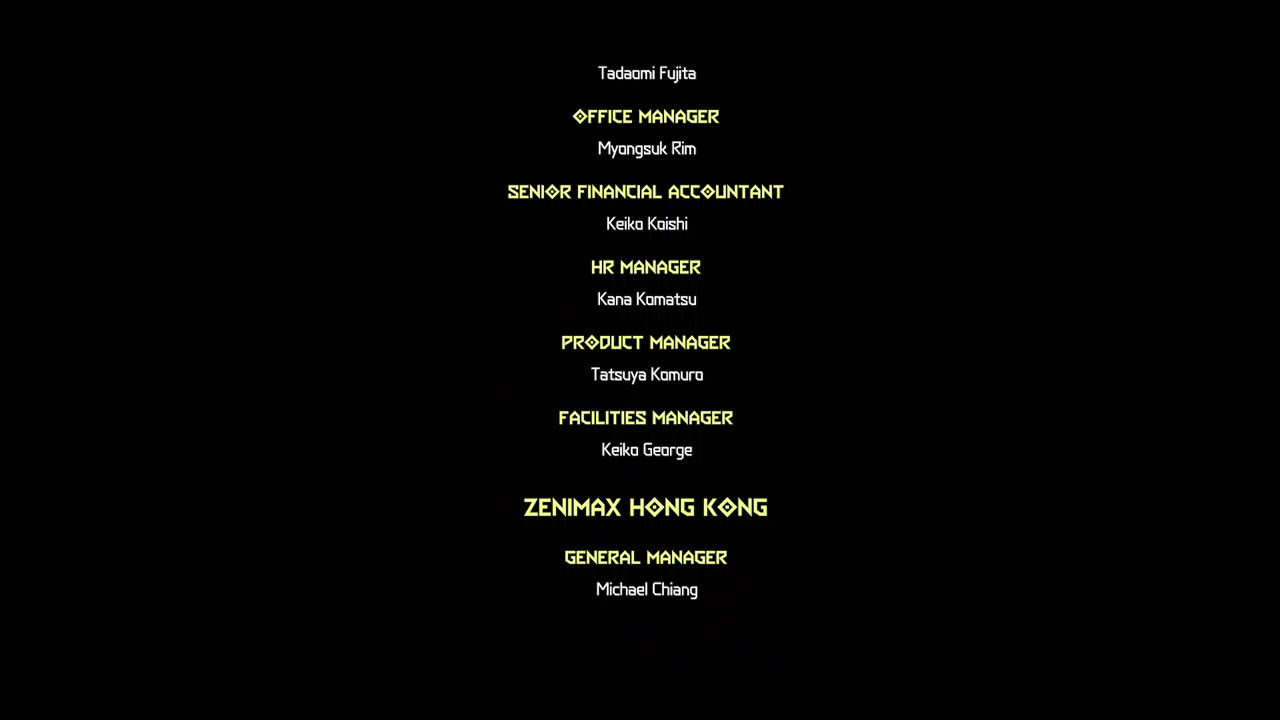 Tadaomi Fujita
OFFICE MANAGER
Myongsuk Rim
SENIOR FINANCIAL ACCOUNTANT
Keiko Koishi
HR MANAGER
Kana Komatsu
PRODUCT MANAGER
Tatsuya Komuro
FACILITIES MANAGER
Keiko George
ZENIMAX HONG KONG
GENERAL MANAGER
Michael Chiang